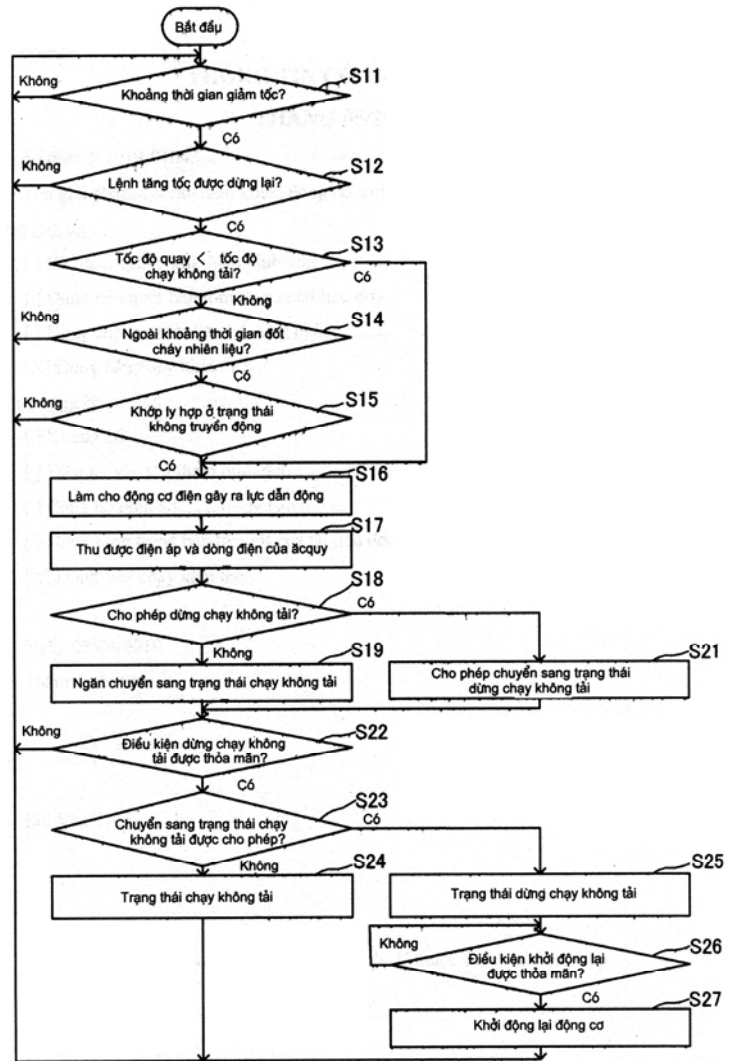 Bắt đầu
S11
Không
Khoảng thời gian giảm tốc?
Có
S12
Không
Lệnh tăng tốc được dừng lại?
Có
S13
Tốc độ quay < tốc độ
chạy không tải?
Có
Không
S14
Không
Ngoài khoảng thời gian đốt
cháy nhiên liệu?
Có
S15
Không
Khớp ly hợp ở trạng thái
không truyền động
Có
S16
Làm cho động cơ điện gây ra lực dẫn động
S17
Thu được điện áp và dòng điện của ăcquy
S18
Cho phép dừng chạy không tải?
Có
Không
S19
Ngăn chuyển sang trạng thái chạy không tải
S21
Cho phép chuyển sang trạng thái
dừng chạy không tải
S22
Không
Điều kiện dừng chạy không
tải được thỏa mãn?
Có
S23
Chuyển sang trạng thái chạy
không tải được cho phép?
Có
Không
S24
Trạng thái chạy không tải
S25
Trạng thái dừng chạy không tải
Không
S26
Điều kiện khởi động lại
được thỏa mãn?
Có
S27
Khởi động lại động cơ